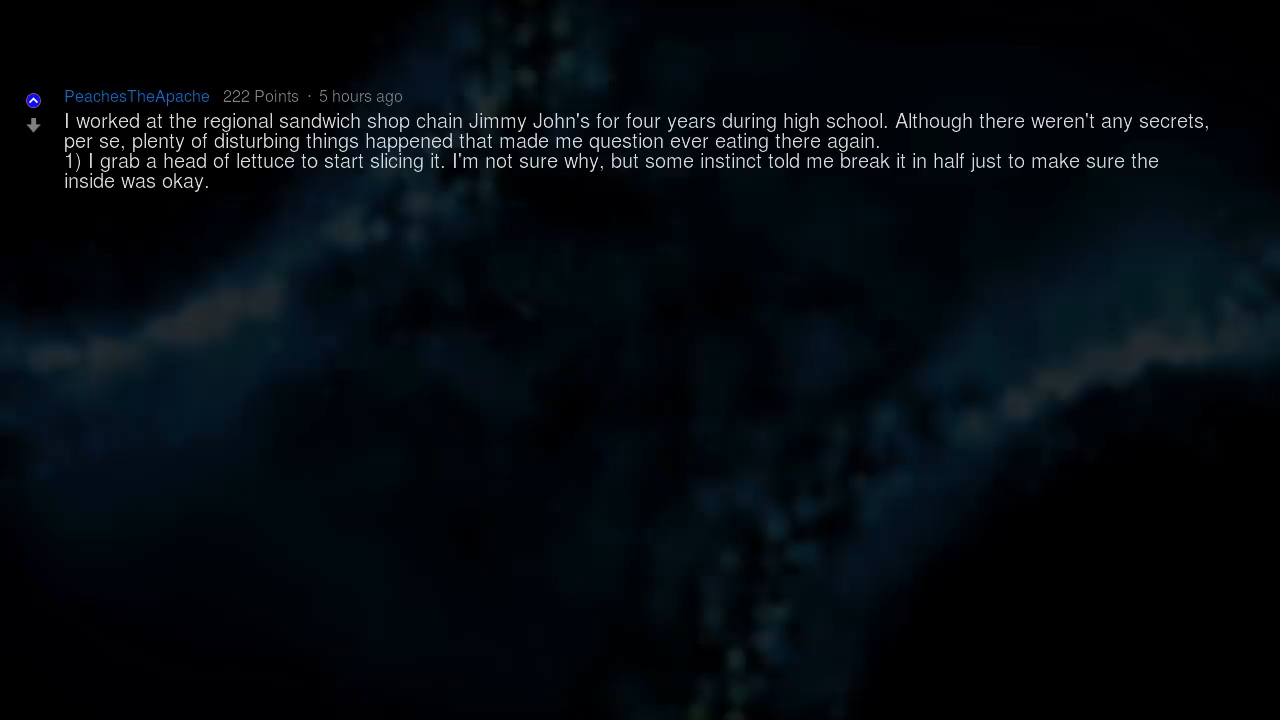 PeachesTheApache 222 Points · 5 hours ago
I worked at the regional sandwich shop chain Jimmy John's for four years during high school. Although there weren't any secrets,
per se, plenty of disturbing things happened that made me question ever eating there again.
1) I grab a head of lettuce to start slicing it. I'm not sure why, but some instinct told me break it in half just to make sure the
inside was okay.